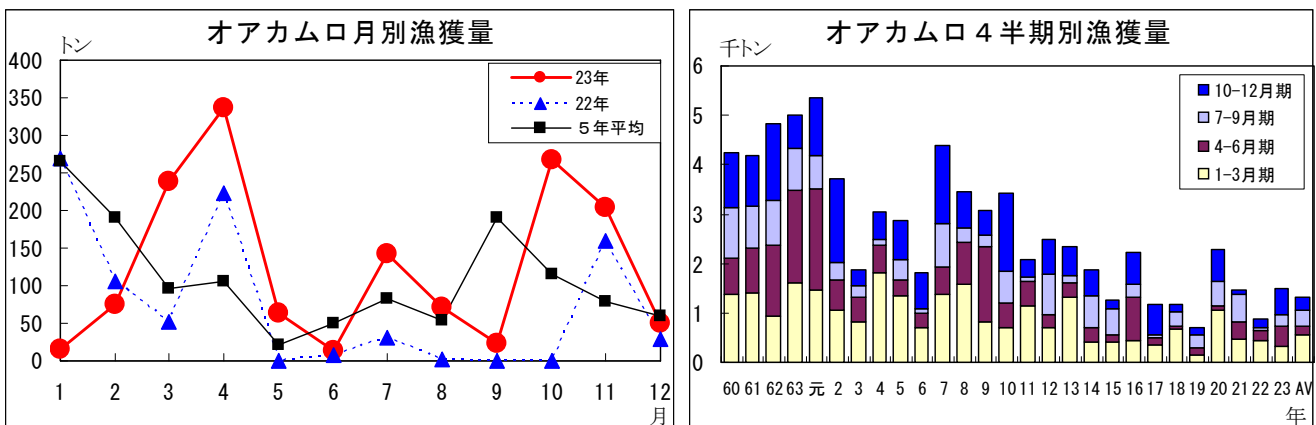 オアカムロ月別漁獲量
トン
400
350
300
250
200
150
100
50
0
23年
22年
５年平均
1 2 3 4 5 6 7 8 9 10 11 12
月
オアカムロ４半期別漁獲量
千トン
6
5
4
3
2
1
0
10-12月期
7-9月期
4-6月期
1-3月期
60 61 62 63 元 2 3 4 5 6 7 8 9 10 11 12 13 14 15 16 17 18 19 20 21 22 23 AV
年